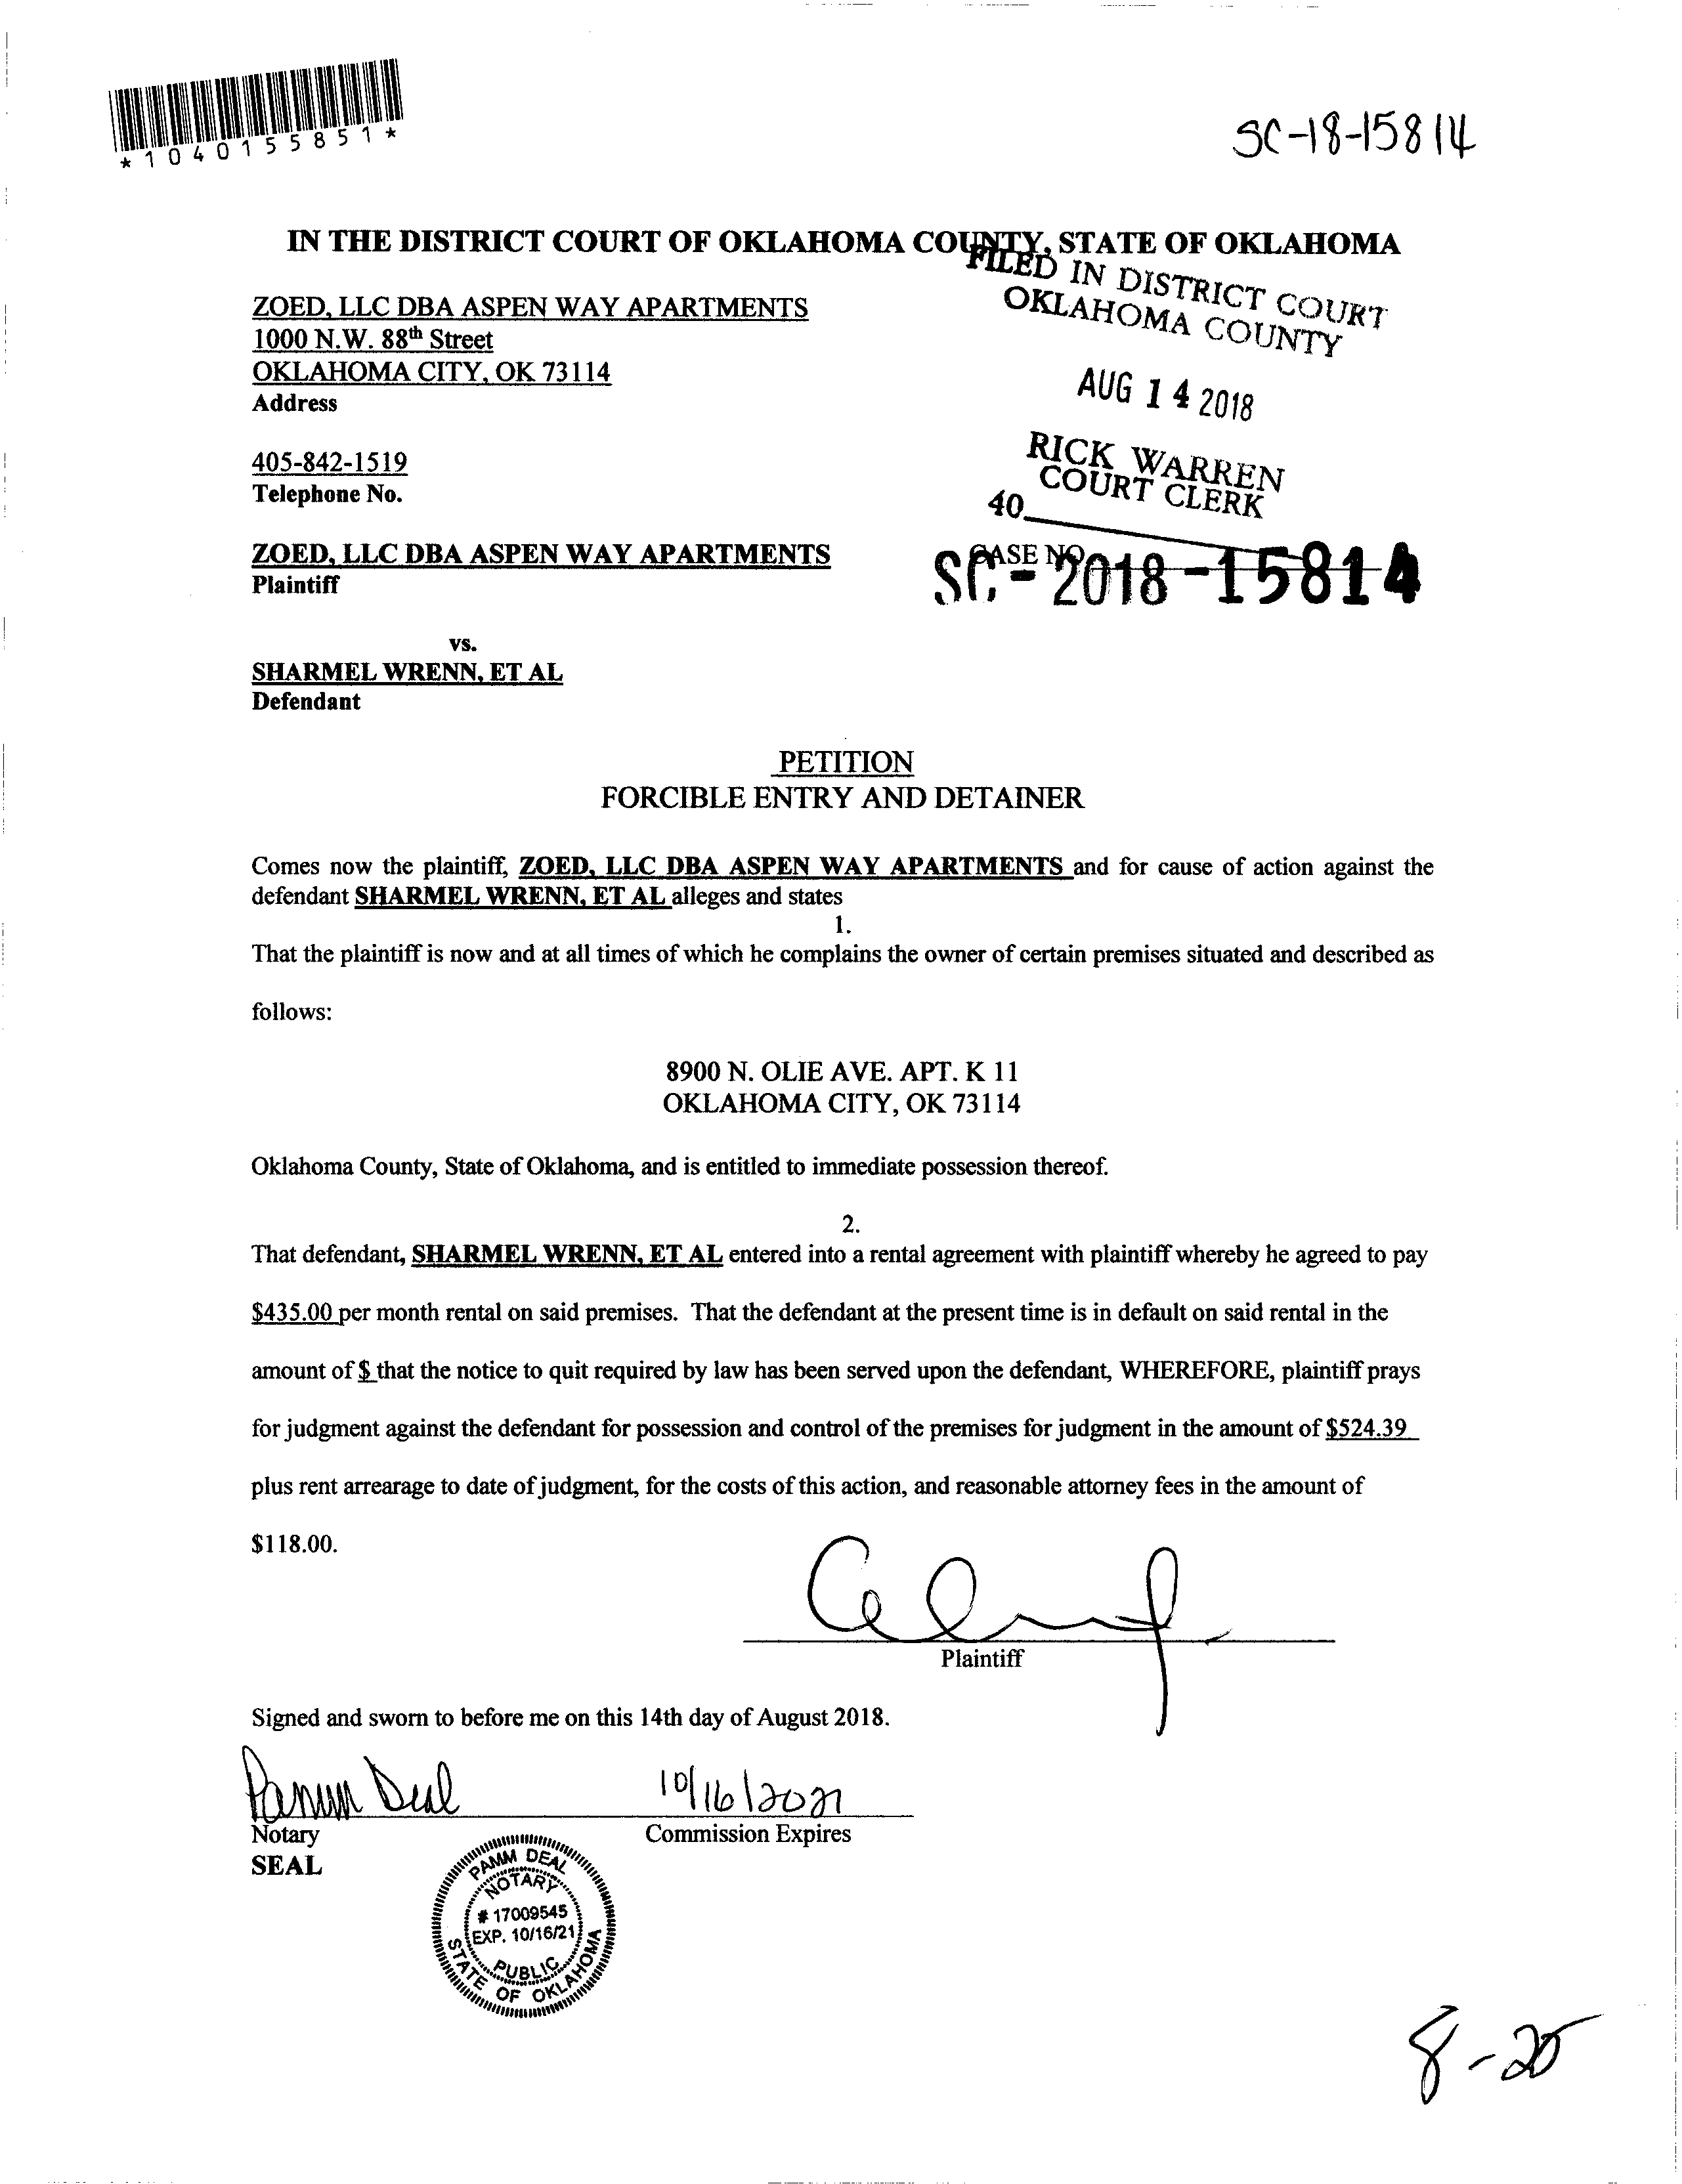 *1040155851*
SC-18-15814
IN THE DISTRICT COURT OF OKLAHOMA COUNTY, STATE OF OKLAHOMA
FILED IN DISTRICT COURT
OKLAHOMA COUNTY
ZOED, LLC DBA ASPEN WAY APARTMENTS
1000 N.W. 88th Street
OKLAHOMA CITY, OK 73114
Address
AUG 14 2018
405-842-1519
Telephone No.
RICK WARREN
COURT CLERK
40
ZOED, LLC DBA ASPEN WAY APARTMENTS
Plaintiff
CASE NO.
SC-2018-15814
vs.
SHARMEL WRENN, ET AL
Defendant
PETITION
FORCIBLE ENTRY AND DETAINER
Comes now the plaintiff, ZOED, LLC DBA ASPEN WAY APARTMENTS and for cause of action against the
defendant SHARMEL WRENN, ET AL alleges and states
1.
That the plaintiff is now and at all times of which he complains the owner of certain premises situated and described as
follows:
8900 N. OLIE AVE. APT. K 11
OKLAHOMA CITY, OK 73114
Oklahoma County, State of Oklahoma, and is entitled to immediate possession thereof.
2.
That defendant, SHARMEL WRENN, ET AL entered into a rental agreement with plaintiff whereby he agreed to pay
$435.00 per month rental on said premises. That the defendant at the present time is in default on said rental in the
amount of $ that the notice to quit required by law has been served upon the defendant, WHEREFORE, plaintiff prays
for judgment against the defendant for possession and control of the premises for judgment in the amount of $524.39
plus rent arrearage to date of judgment, for the costs of this action, and reasonable attorney fees in the amount of
$118.00.
Plaintiff
Signed and sworn to before me on this 14th day of August 2018.
Pamm Deal
10/16/2021
Notary
Commission Expires
SEAL
PAMM DEAL
NOTARY
# 17009545
EXP. 10/16/21
PUBLIC
STATE OF OKLAHOMA
8-20